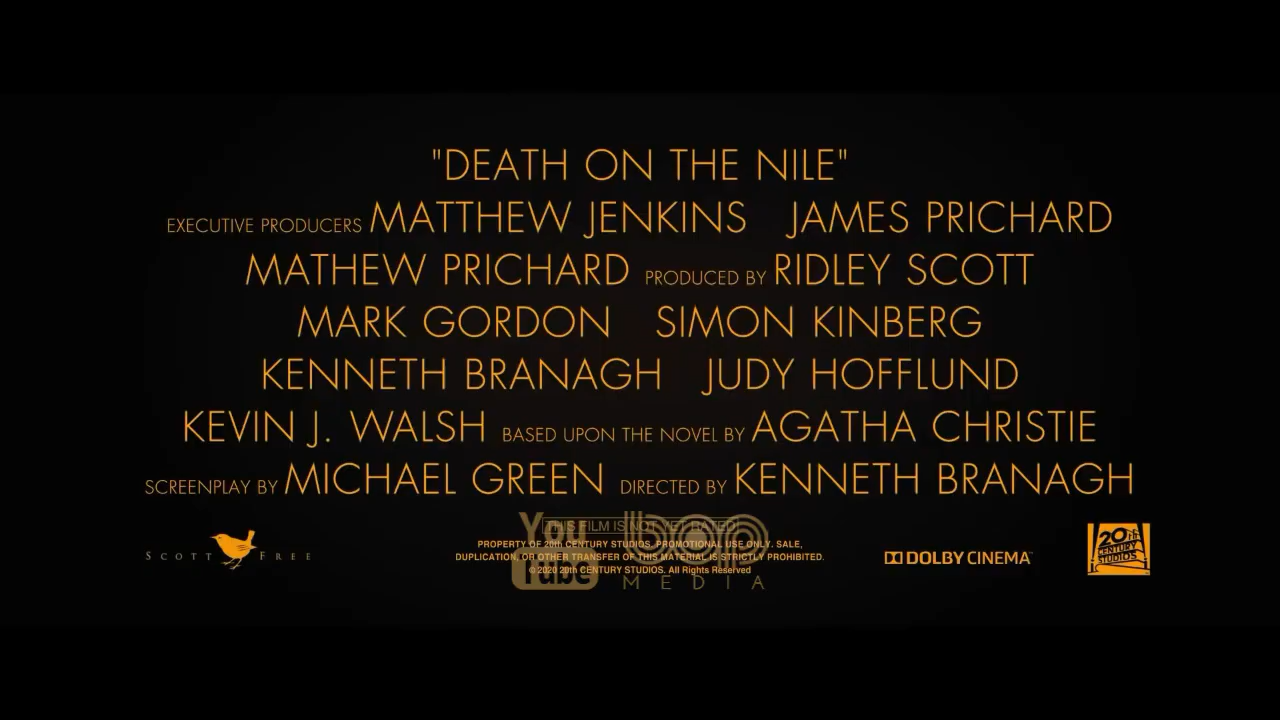 "DEATH ON THE NILE"
EXECUTIVE PRODUCERS MATTHEW JENKINS JAMES PRICHARD
MATHEW PRICHARD PRODUCED BY RIDLEY SCOTT
MARK GORDON SIMON KINBERG
KENNETH BRANAGH JUDY HOFFLUND
KEVIN J. WALSH BASED UPON THE NOVEL BY AGATHA CHRISTIE
SCREENPLAY BY MICHAEL GREEN DIRECTED BY KENNETH BRANAGH
THIS FILM IS NOT YET RATED
PROPERTY OF 20th CENTURY STUDIOS. PROMOTIONAL USE ONLY. SALE,
DUPLICATION, OR OTHER TRANSFER OF THIS MATERIAL IS STRICTLY PROHIBITED.
© 2020 20th CENTURY STUDIOS. All Rights Reserved
SCOTT FREE
You Tube
bop MEDIA
DOLBY CINEMA
20th CENTURY STUDIOS